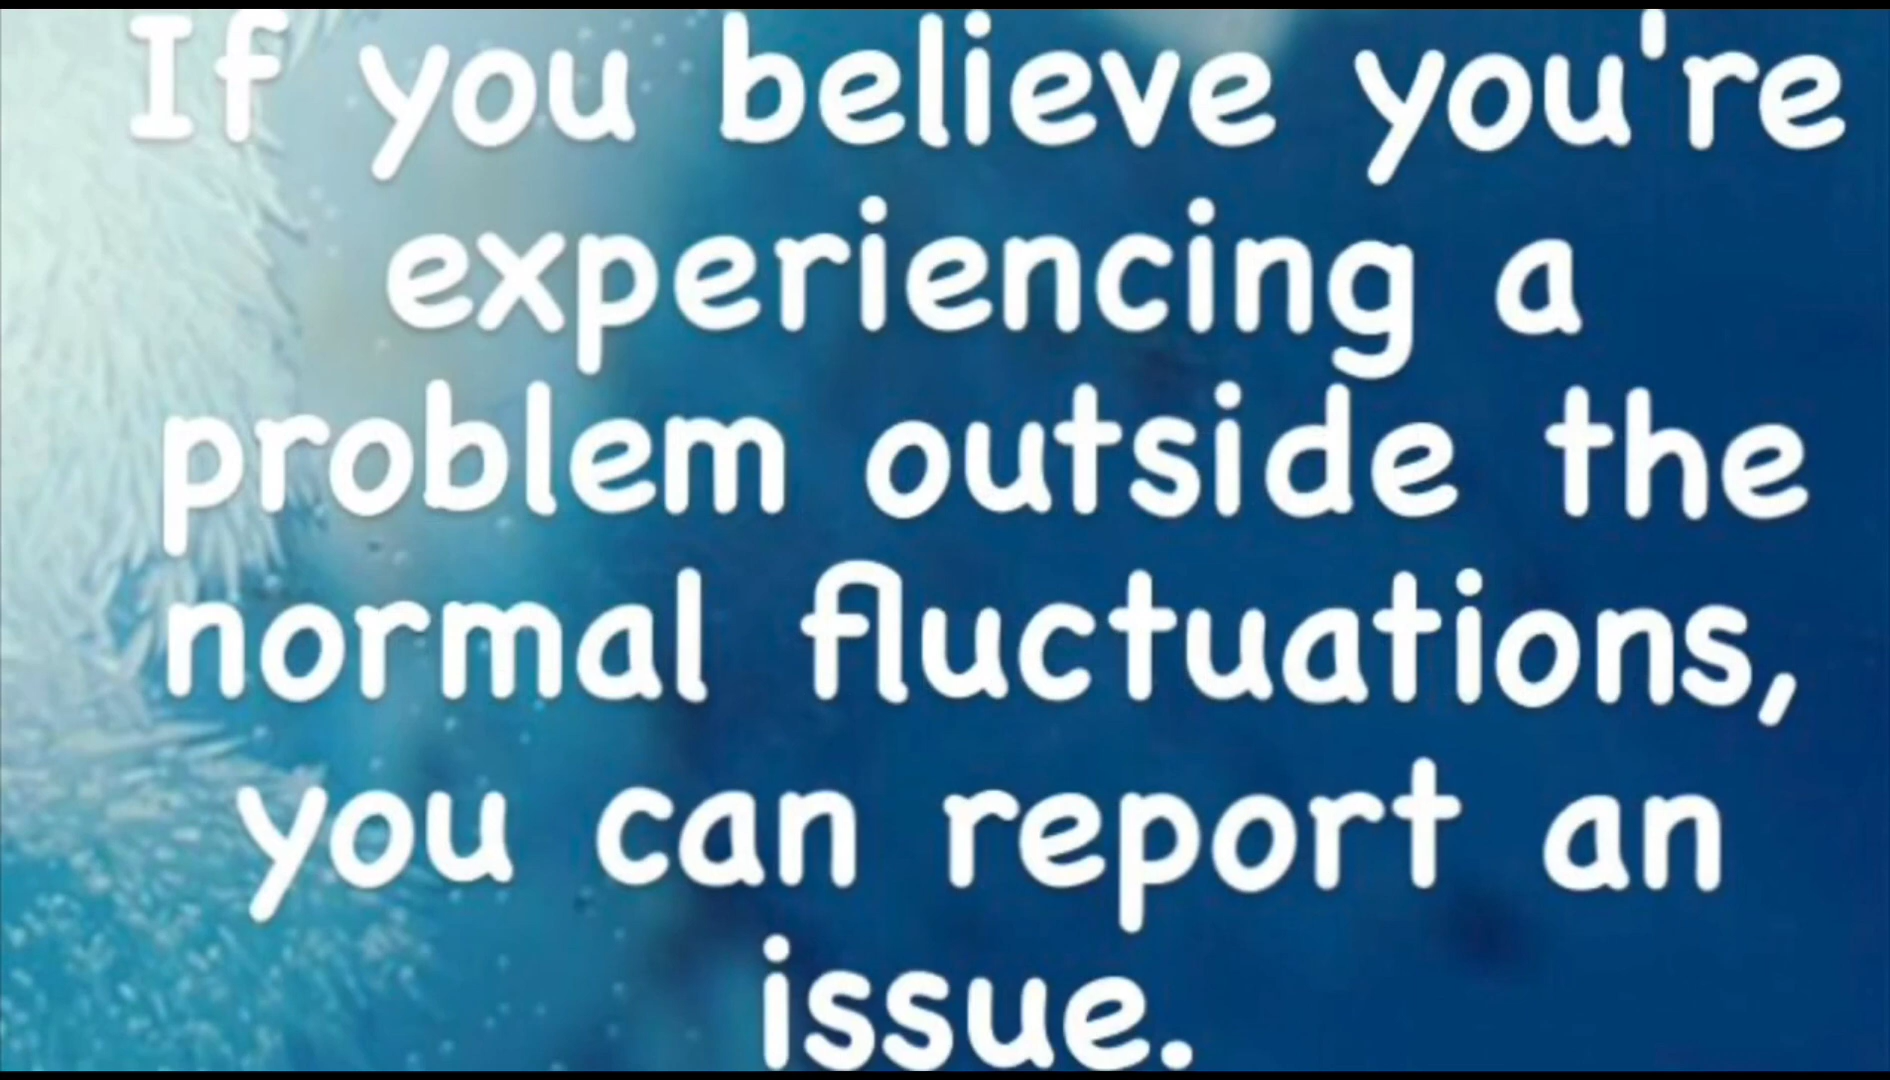 If you believe you're
experiencing a
problem outside the
normal fluctuations,
you can report an
issue.